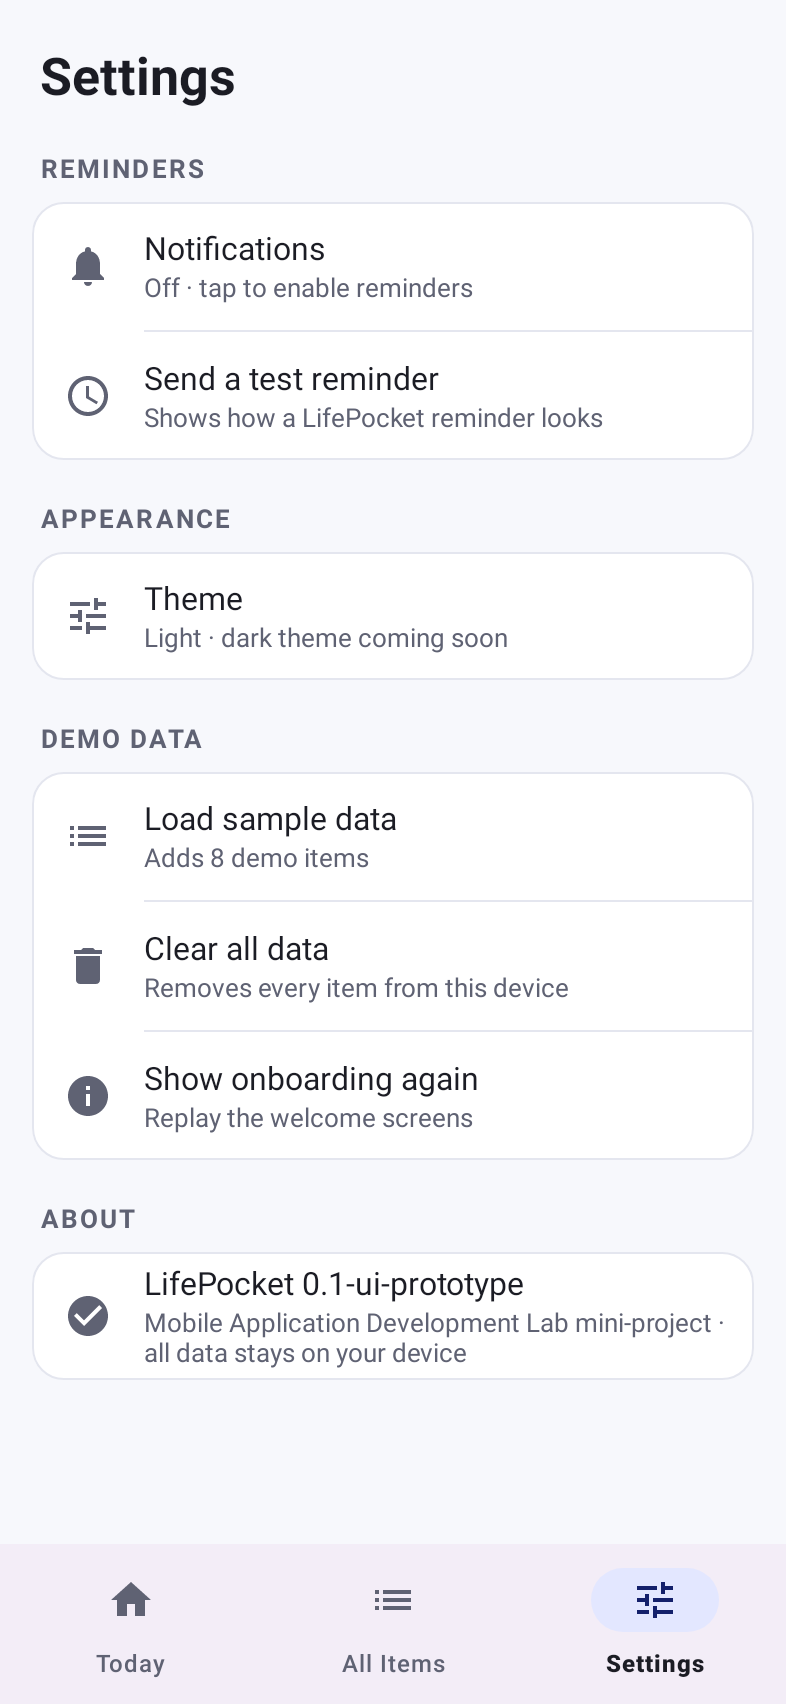 Settings
REMINDERS
Notifications
Off · tap to enable reminders
Send a test reminder
Shows how a LifePocket reminder looks
APPEARANCE
Theme
Light · dark theme coming soon
DEMO DATA
Load sample data
Adds 8 demo items
Clear all data
Removes every item from this device
Show onboarding again
Replay the welcome screens
ABOUT
LifePocket 0.1-ui-prototype
Mobile Application Development Lab mini-project ·
all data stays on your device
Today
All Items
Settings